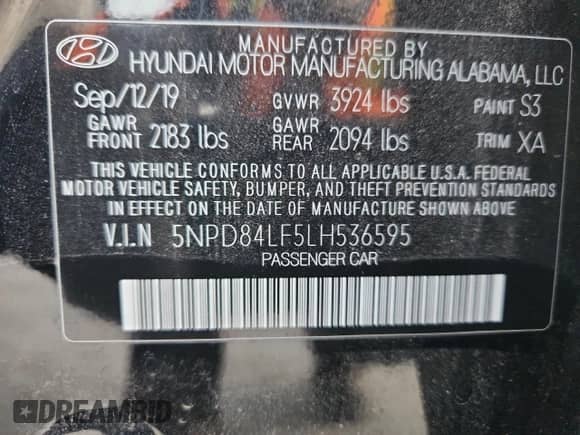 MANUFACTURED BY
HYUNDAI MOTOR MANUFACTURING ALABAMA, LLC
Sep/12/19 GVWR 3924 lbs PAINT S3
GAWR FRONT 2183 lbs GAWR REAR 2094 lbs TRIM XA
THIS VEHICLE CONFORMS TO ALL APPLICABLE U.S.A. FEDERAL
MOTOR VEHICLE SAFETY, BUMPER, AND THEFT PREVENTION STANDARDS
IN EFFECT ON THE DATE OF MANUFACTURE SHOWN ABOVE.
V.I.N 5NPD84LF5LH536595
PASSENGER CAR
DREAMBID